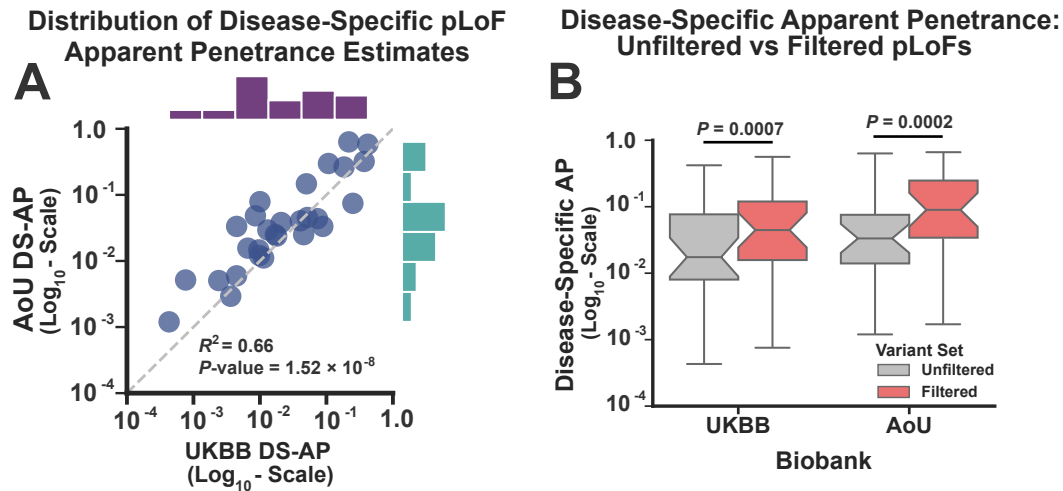 Distribution of Disease-Specific pLoF
Apparent Penetrance Estimates
A
1.0
10⁻¹
10⁻²
10⁻³
10⁻⁴
AoU DS-AP
(Log₁₀- Scale)
R² = 0.66
P-value = 1.52 × 10⁻⁸
10⁻⁴ 10⁻³ 10⁻² 10⁻¹ 1.0
UKBB DS-AP
(Log₁₀- Scale)
Disease-Specific Apparent Penetrance:
Unfiltered vs Filtered pLoFs
B
P = 0.0007 P = 0.0002
1.0
10⁻¹
10⁻²
10⁻³
10⁻⁴
Disease-Specific AP
(Log₁₀- Scale)
Variant Set
Unfiltered
Filtered
UKBB AoU
Biobank